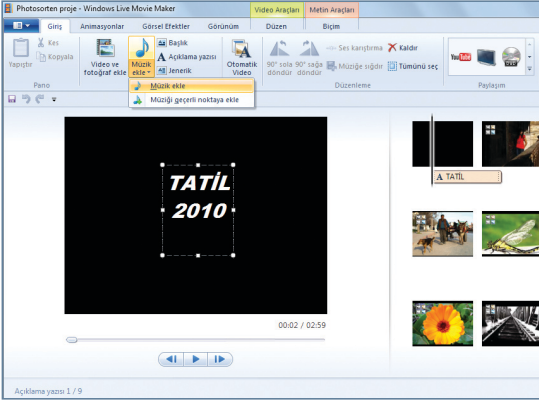 Photosorten proje - Windows Live Movie Maker
Video Araçları
Metin Araçları
Giriş
Animasyonlar
Görsel Efektler
Görünüm
Düzen
Biçim
Yapıştır
Kes
Kopyala
Video ve
fotoğraf ekle
Müzik
ekle
Başlık
Açıklama yazısı
Jenerik
Otomatik
Video
90° sola
döndür
90° sağa
döndür
Ses karıştırma
Müziğe sığdır
Kaldır
Tümünü seç
YouTube
Pano
Düzenleme
Paylaşım
Müzik ekle
Müziği geçerli noktaya ekle
TATİL
2010
A TATİL
00:02 / 02:59
Açıklama yazısı 1 / 9